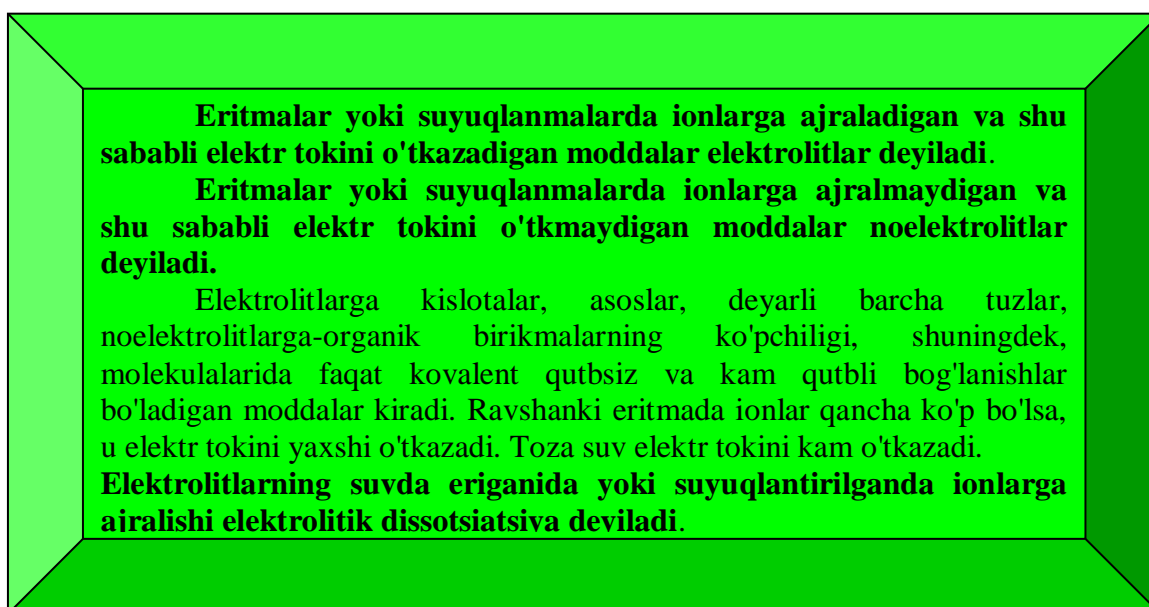 Eritmalar yoki suyuqlanmalarda ionlarga ajraladigan va shu
sababli elektr tokini o'tkazadigan moddalar elektrolitlar deyiladi.
Eritmalar yoki suyuqlanmalarda ionlarga ajralmaydigan va
shu sababli elektr tokini o'tkmaydigan moddalar noelektrolitlar
deyiladi.
Elektrolitlarga kislotalar, asoslar, deyarli barcha tuzlar,
noelektrolitlarga-organik birikmalarning ko'pchiligi, shuningdek,
molekulalarida faqat kovalent qutbsiz va kam qutbli bog'lanishlar
bo'ladigan moddalar kiradi. Ravshanki eritmada ionlar qancha ko'p bo'lsa,
u elektr tokini yaxshi o'tkazadi. Toza suv elektr tokini kam o'tkazadi.
Elektrolitlarning suvda eriganida yoki suyuqlantirilganda ionlarga
ajralishi elektrolitik dissotsiatsiya deyiladi.